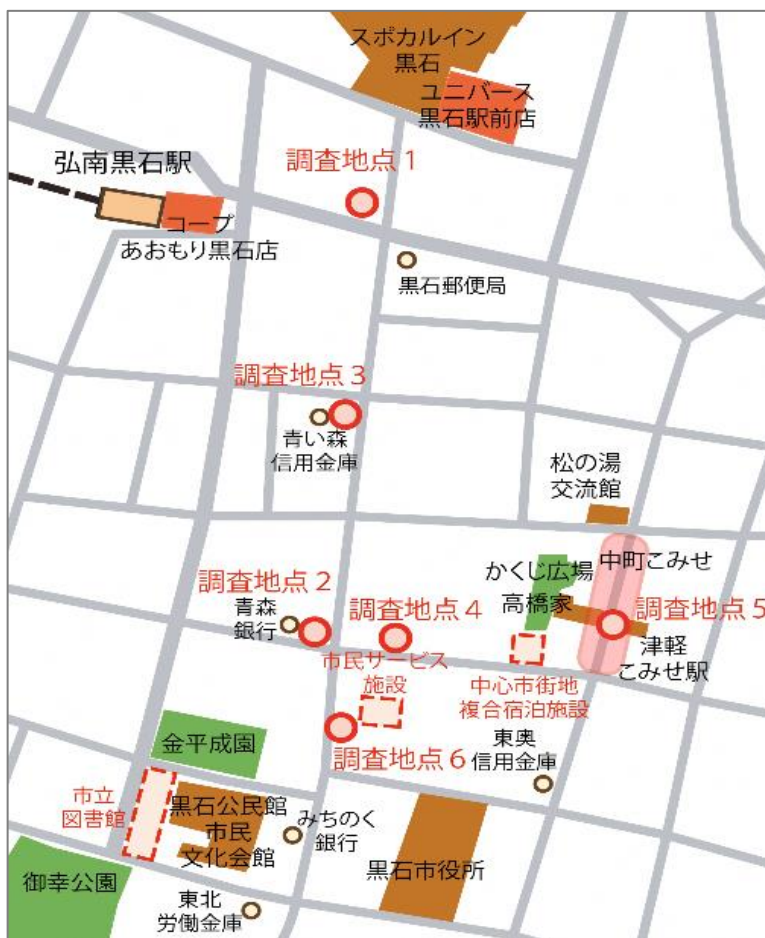 スポカルイン
黒石
ユニバース
黒石駅前店
弘南黒石駅
調査地点1
コープ
あおもり黒石店
黒石郵便局
調査地点3
青い森
信用金庫
松の湯
交流館
調査地点2
青森
銀行
調査地点4
かくじ広場
高橋家
中町こみせ
調査地点5
津軽
こみせ駅
市民サービス
施設
中心市街地
複合宿泊施設
金平成園
調査地点6
東奥
信用金庫
市立
図書館
黒石公民館
市民
文化会館
みちのく
銀行
黒石市役所
御幸公園
東北
労働金庫